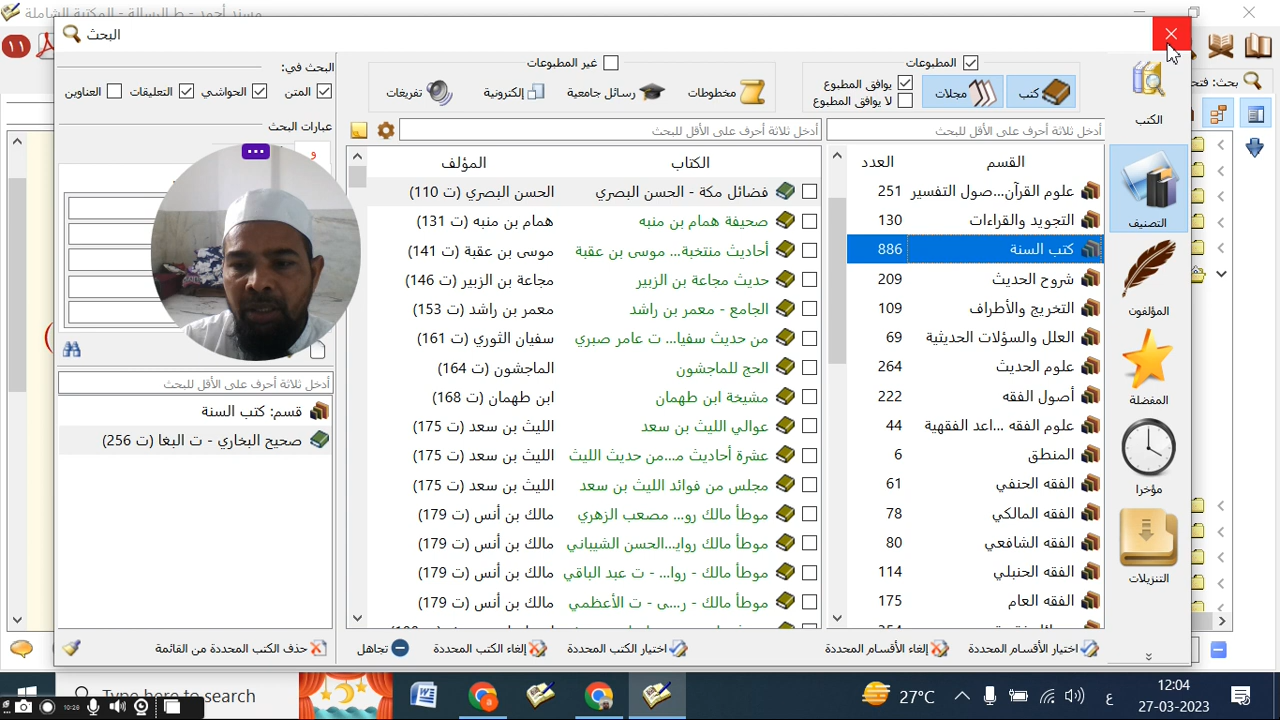 مسند أحمد - ط الرسالة - المكتبة الشاملة
١١
بحث: فتح
البحث
المطبوعات
كتب
مجلات
يوافق المطبوع
لا يوافق المطبوع
غير المطبوعات
مخطوطات
رسائل جامعية
إلكترونية
تفريغات
البحث في:
المتن
الحواشي
التعليقات
العناوين
عبارات البحث
و
أدخل ثلاثة أحرف على الأقل للبحث
أدخل ثلاثة أحرف على الأقل للبحث
أدخل ثلاثة أحرف على الأقل للبحث
قسم: كتب السنة
صحيح البخاري - ت البغا (ت 256)
الكتب
التصنيف
المؤلفون
المفضلة
مؤخرا
التنزيلات
القسم العدد
علوم القرآن...صول التفسير 251
التجويد والقراءات 130
كتب السنة 886
شروح الحديث 209
التخريج والأطراف 109
العلل والسؤلات الحديثية 69
علوم الحديث 264
أصول الفقه 222
علوم الفقه ...اعد الفقهية 44
المنطق 6
الفقه الحنفي 61
الفقه المالكي 78
الفقه الشافعي 80
الفقه الحنبلي 114
الفقه العام 175
الكتاب المؤلف
فضائل مكة - الحسن البصري الحسن البصري (ت 110)
صحيفة همام بن منبه همام بن منبه (ت 131)
أحاديث منتخبة... موسى بن عقبة موسى بن عقبة (ت 141)
حديث مجاعة بن الزبير مجاعة بن الزبير (ت 146)
الجامع - معمر بن راشد معمر بن راشد (ت 153)
من حديث سفيا... ت عامر صبري سفيان الثوري (ت 161)
الحج للماجشون الماجشون (ت 164)
مشيخة ابن طهمان ابن طهمان (ت 168)
عوالي الليث بن سعد الليث بن سعد (ت 175)
عشرة أحاديث م...من حديث الليث الليث بن سعد (ت 175)
مجلس من فوائد الليث بن سعد الليث بن سعد (ت 175)
موطأ مالك رو... مصعب الزهري مالك بن أنس (ت 179)
موطأ مالك روايـ...الحسن الشيباني مالك بن أنس (ت 179)
موطأ مالك - روا... - ت عبد الباقي مالك بن أنس (ت 179)
موطأ مالك - ر...ى - ت الأعظمي مالك بن أنس (ت 179)
اختيار الأقسام المحددة
إلغاء الأقسام المحددة
اختيار الكتب المحددة
إلغاء الكتب المحددة
تجاهل
حذف الكتب المحددة من القائمة
Type here to search
10:28
27°C
ع
12:04
27-03-2023